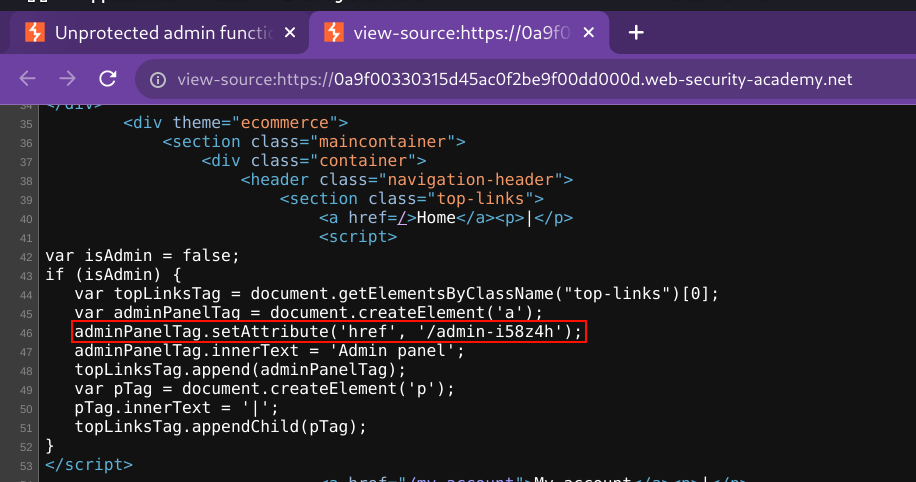 Unprotected admin functi
view-source:https://0a9f0
view-source:https://0a9f00330315d45ac0f2be9f00dd000d.web-security-academy.net
34 </div>
35 <div theme="ecommerce">
36 <section class="maincontainer">
37 <div class="container">
38 <header class="navigation-header">
39 <section class="top-links">
40 <a href=/>Home</a><p>|</p>
41 <script>
42 var isAdmin = false;
43 if (isAdmin) {
44 var topLinksTag = document.getElementsByClassName("top-links")[0];
45 var adminPanelTag = document.createElement('a');
46 adminPanelTag.setAttribute('href', '/admin-i58z4h');
47 adminPanelTag.innerText = 'Admin panel';
48 topLinksTag.append(adminPanelTag);
49 var pTag = document.createElement('p');
50 pTag.innerText = '|';
51 topLinksTag.appendChild(pTag);
52 }
53 </script>
<a href="/my-account">My account</a><p>|</p>